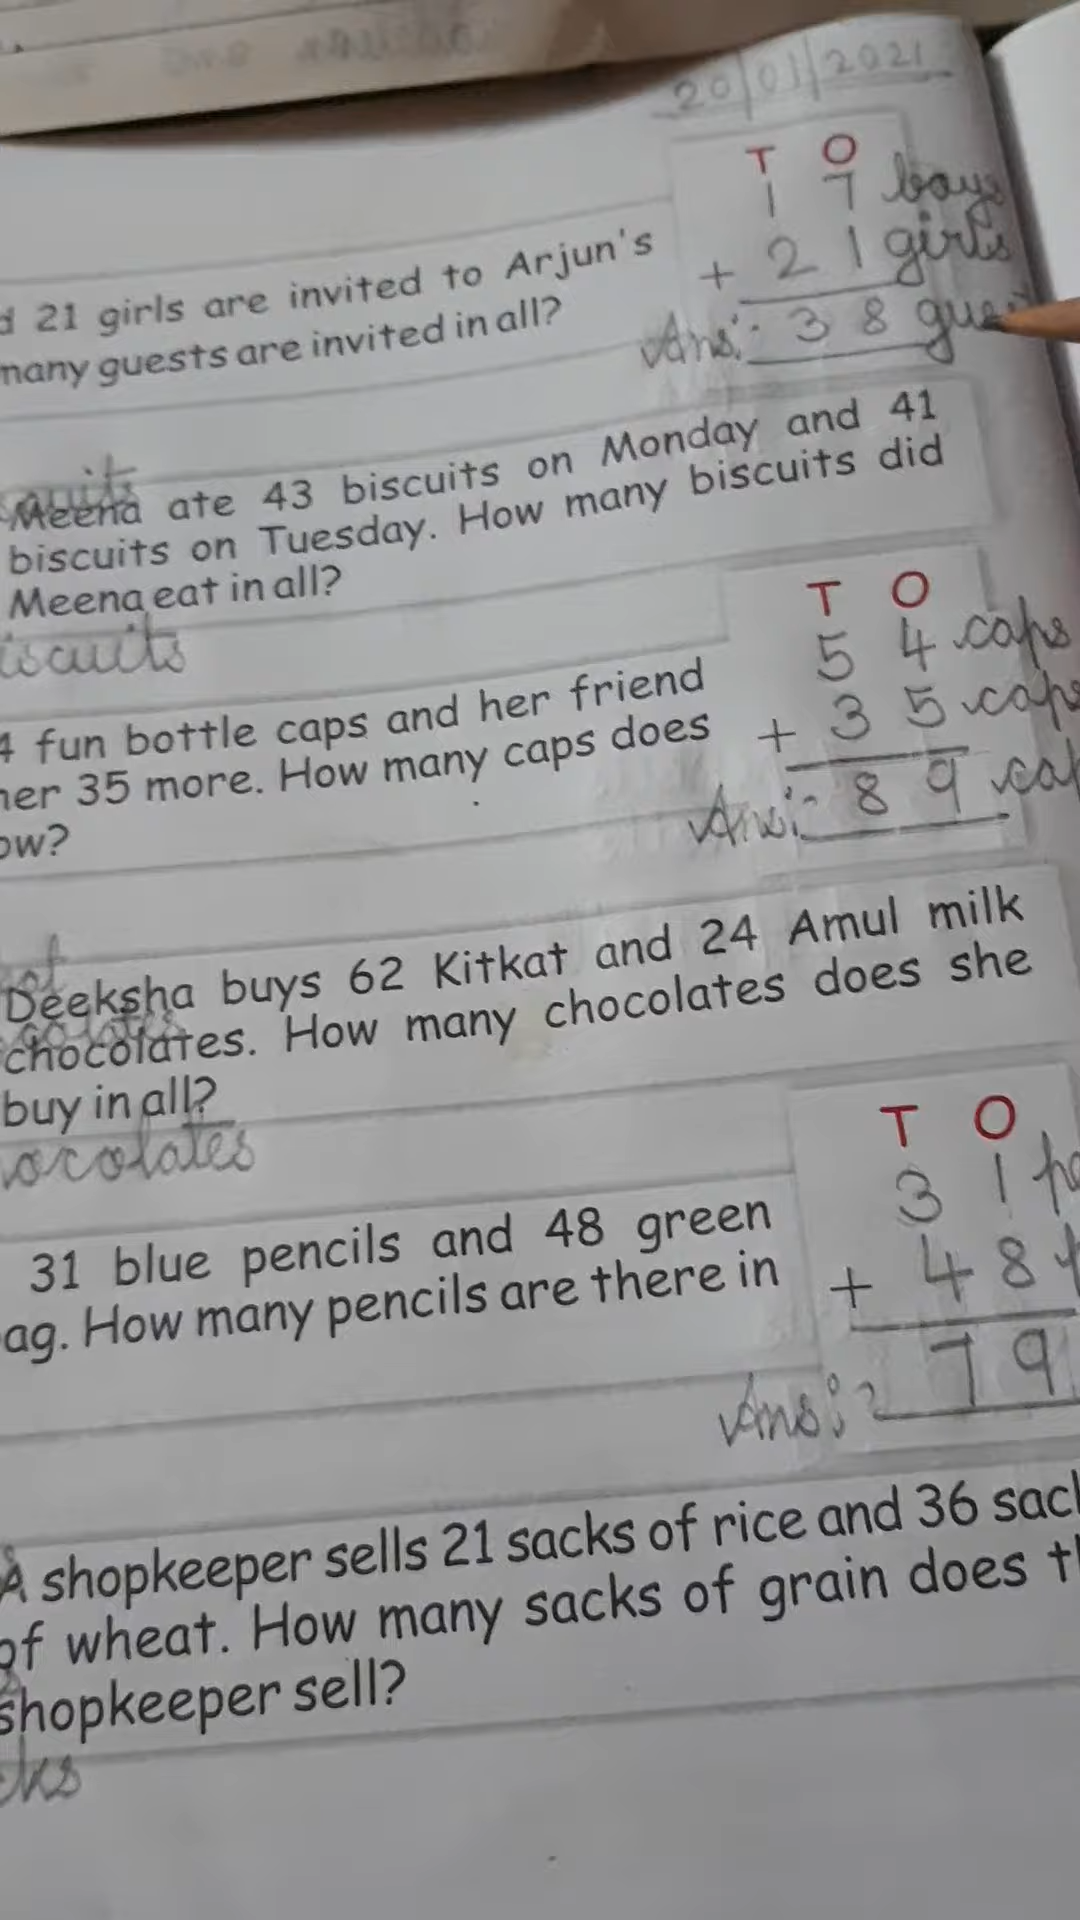 20/01/2021
T O
1 7 boys
+ 2 1 girls
Ans:- 3 8
21 girls are invited to Arjun's
many guests are invited in all?
Meena ate 43 biscuits on Monday and 41
biscuits on Tuesday. How many biscuits did
Meena eat in all?
T O
5 4 caps
+ 3 5 caps
Ans:- 8 9
fun bottle caps and her friend
35 more. How many caps does
Deeksha buys 62 Kitkat and 24 Amul milk
chocolates. How many chocolates does she
buy in all?
T O
3 1
+ 4 8
Ans:- 7 9
31 blue pencils and 48 green
How many pencils are there in
A shopkeeper sells 21 sacks of rice and 36
of wheat. How many sacks of grain does
shopkeeper sell?